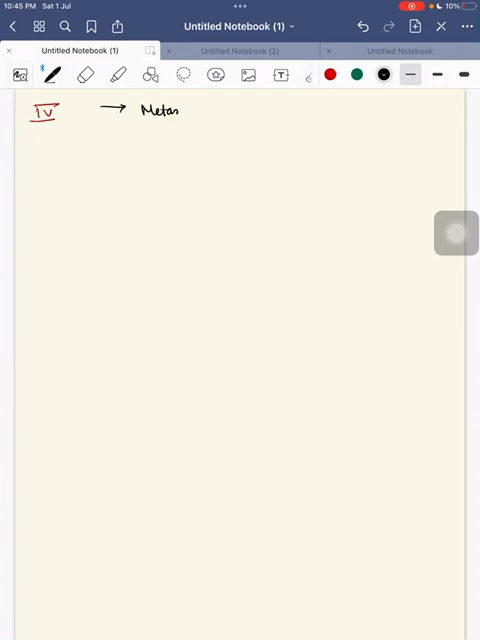 10:45 PM Sat 1 Jul
10%
Untitled Notebook (1)
Untitled Notebook (1)
Untitled Notebook (2)
Untitled Notebook
IV → Metas